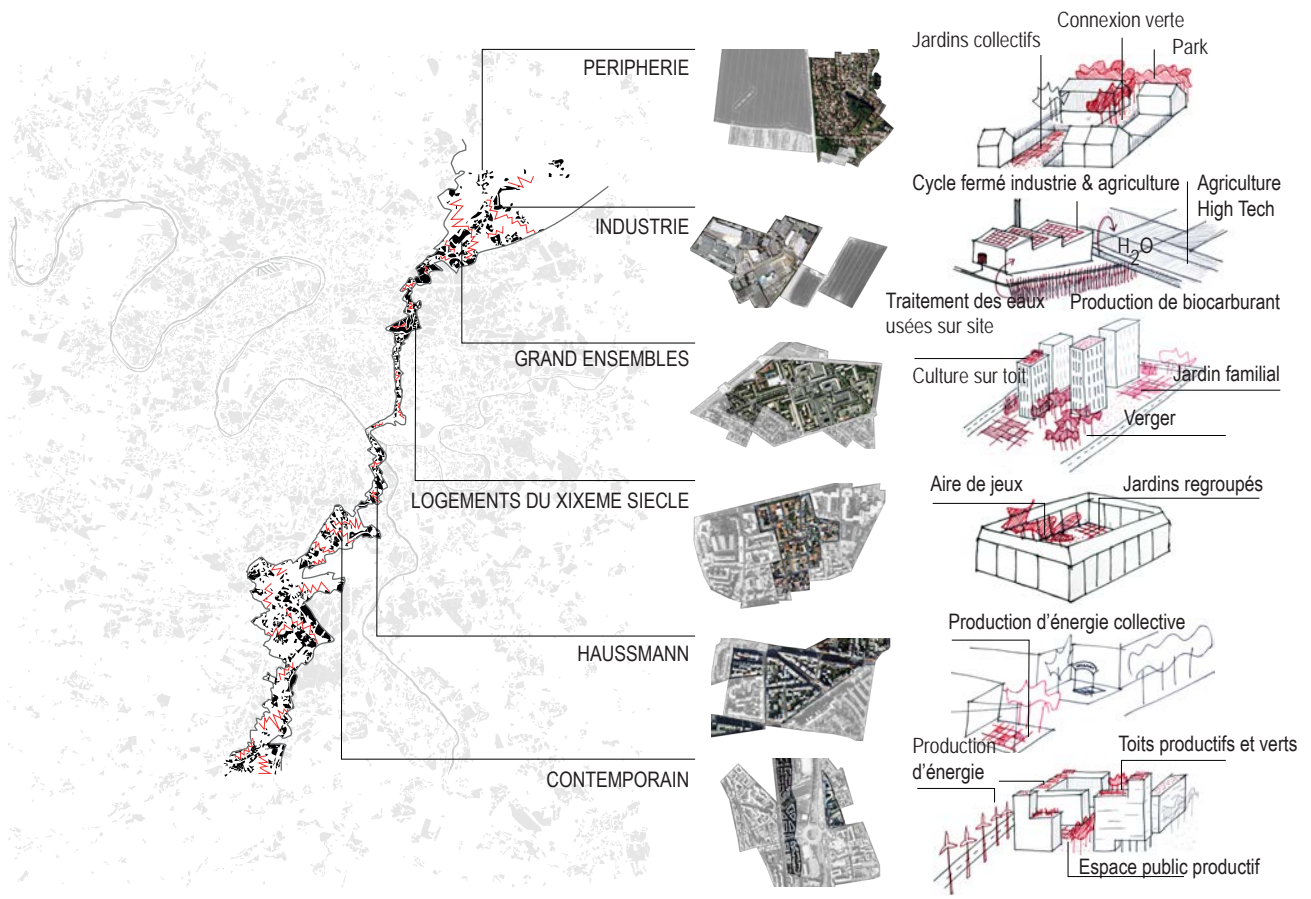 PERIPHERIE
INDUSTRIE
GRAND ENSEMBLES
LOGEMENTS DU XIXEME SIECLE
HAUSSMANN
CONTEMPORAIN
Connexion verte
Jardins collectifs
Park
Cycle fermé industrie & agriculture
Agriculture
High Tech
H2O
Traitement des eaux
usées sur site
Production de biocarburant
Culture sur toit
Jardin familial
Verger
Aire de jeux
Jardins regroupés
Production d’énergie collective
Production
d’énergie
Toits productifs et verts
Espace public productif